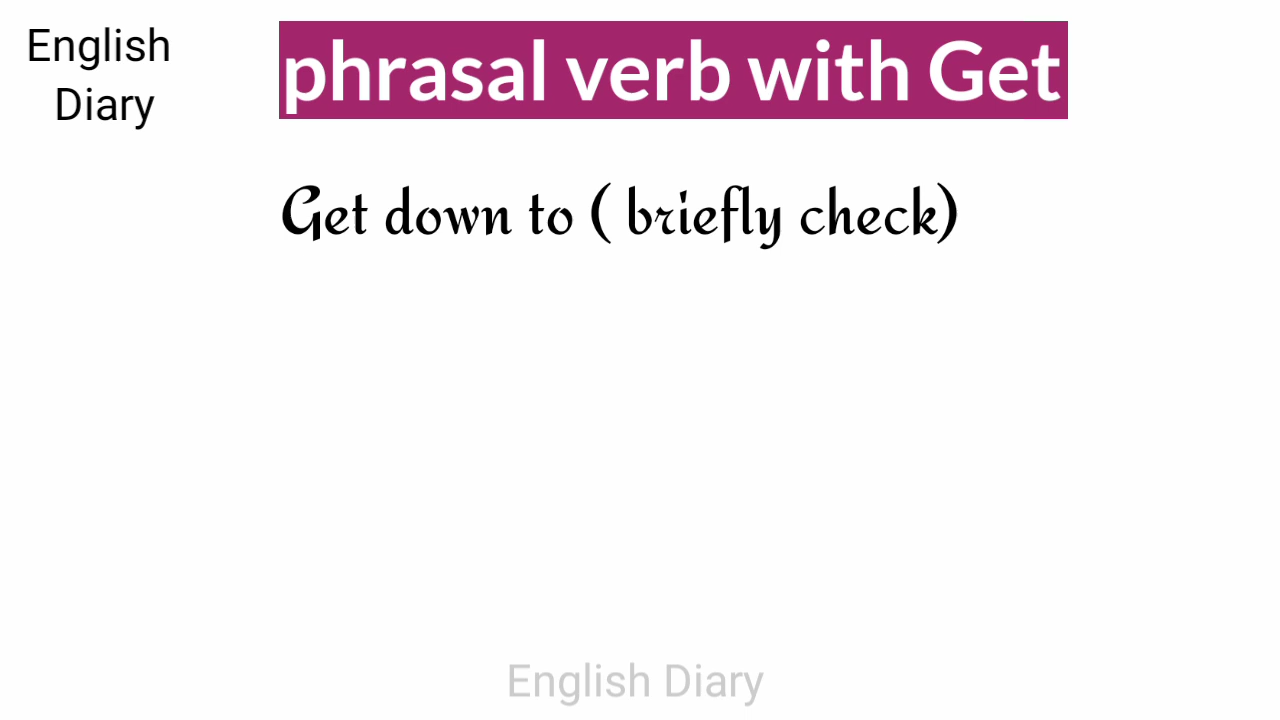 English
Diary
phrasal verb with Get
Get down to ( briefly check)
English Diary